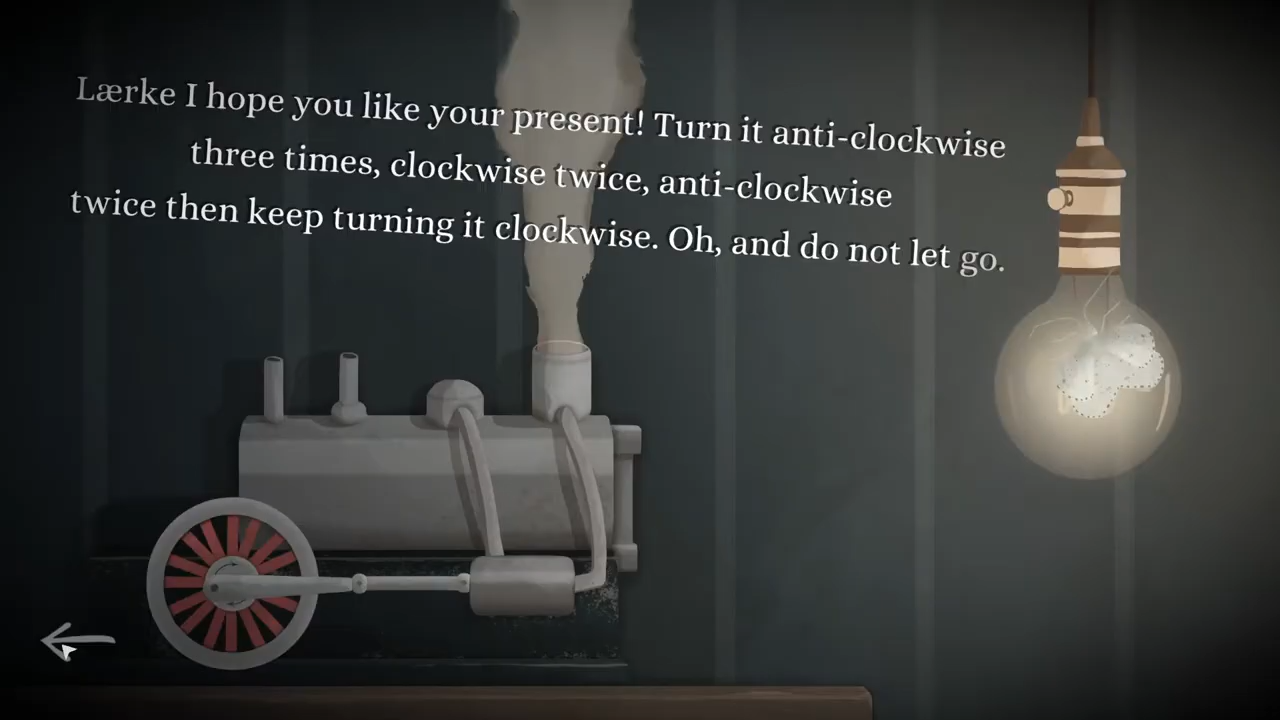 Lærke I hope you like your present! Turn it anti-clockwise
three times, clockwise twice, anti-clockwise
twice then keep turning it clockwise. Oh, and do not let go.